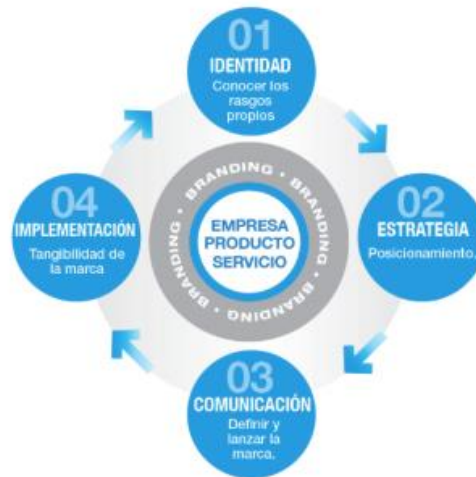 01
IDENTIDAD
Conocer los
rasgos
propios
02
ESTRATEGIA
Posicionamiento.
03
COMUNICACIÓN
Definir y
lanzar la
marca.
04
IMPLEMENTACIÓN
Tangibilidad de
la marca
BRANDING · BRANDING · BRANDING · BRANDING ·
EMPRESA
PRODUCTO
SERVICIO